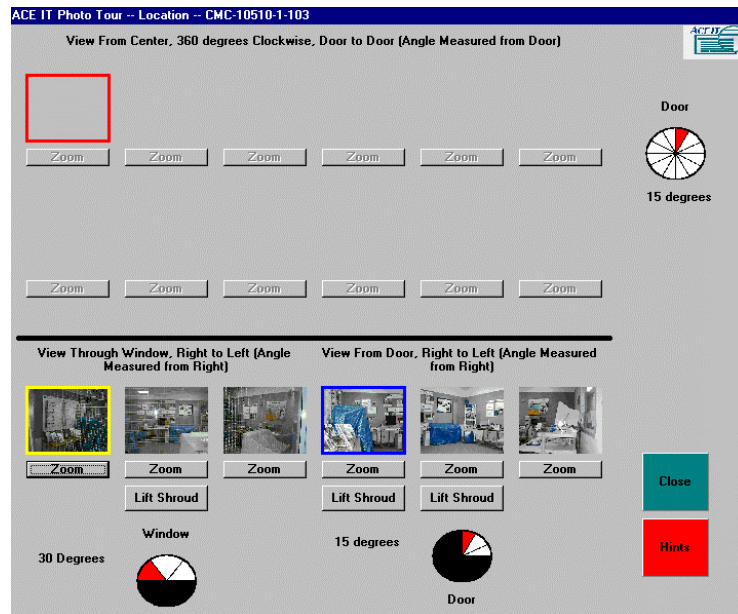 ACE IT Photo Tour -- Location -- CMC-10510-1-103
View From Center, 360 degrees Clockwise, Door to Door (Angle Measured from Door)
ACE IT
Door
Zoom Zoom Zoom Zoom Zoom Zoom
15 degrees
Zoom Zoom Zoom Zoom Zoom Zoom
View Through Window, Right to Left (Angle
Measured from Right)
View From Door, Right to Left (Angle Measured
from Right)
Zoom Zoom Zoom Zoom Zoom Zoom
Lift Shroud Lift Shroud Lift Shroud
Close
Window
30 Degrees
15 degrees
Door
Hints